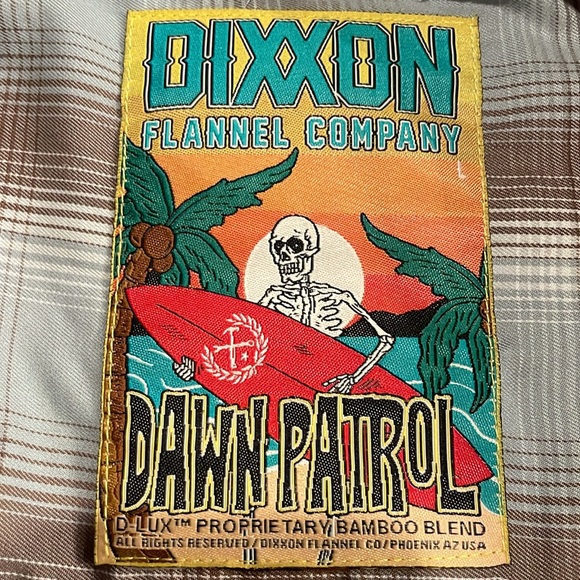 DIXXON
FLANNEL COMPANY
L
DAWN PATROL
D-LUX™ PROPRIETARY BAMBOO BLEND
ALL RIGHTS RESERVED / DIXXON FLANNEL CO / PHOENIX AZ USA